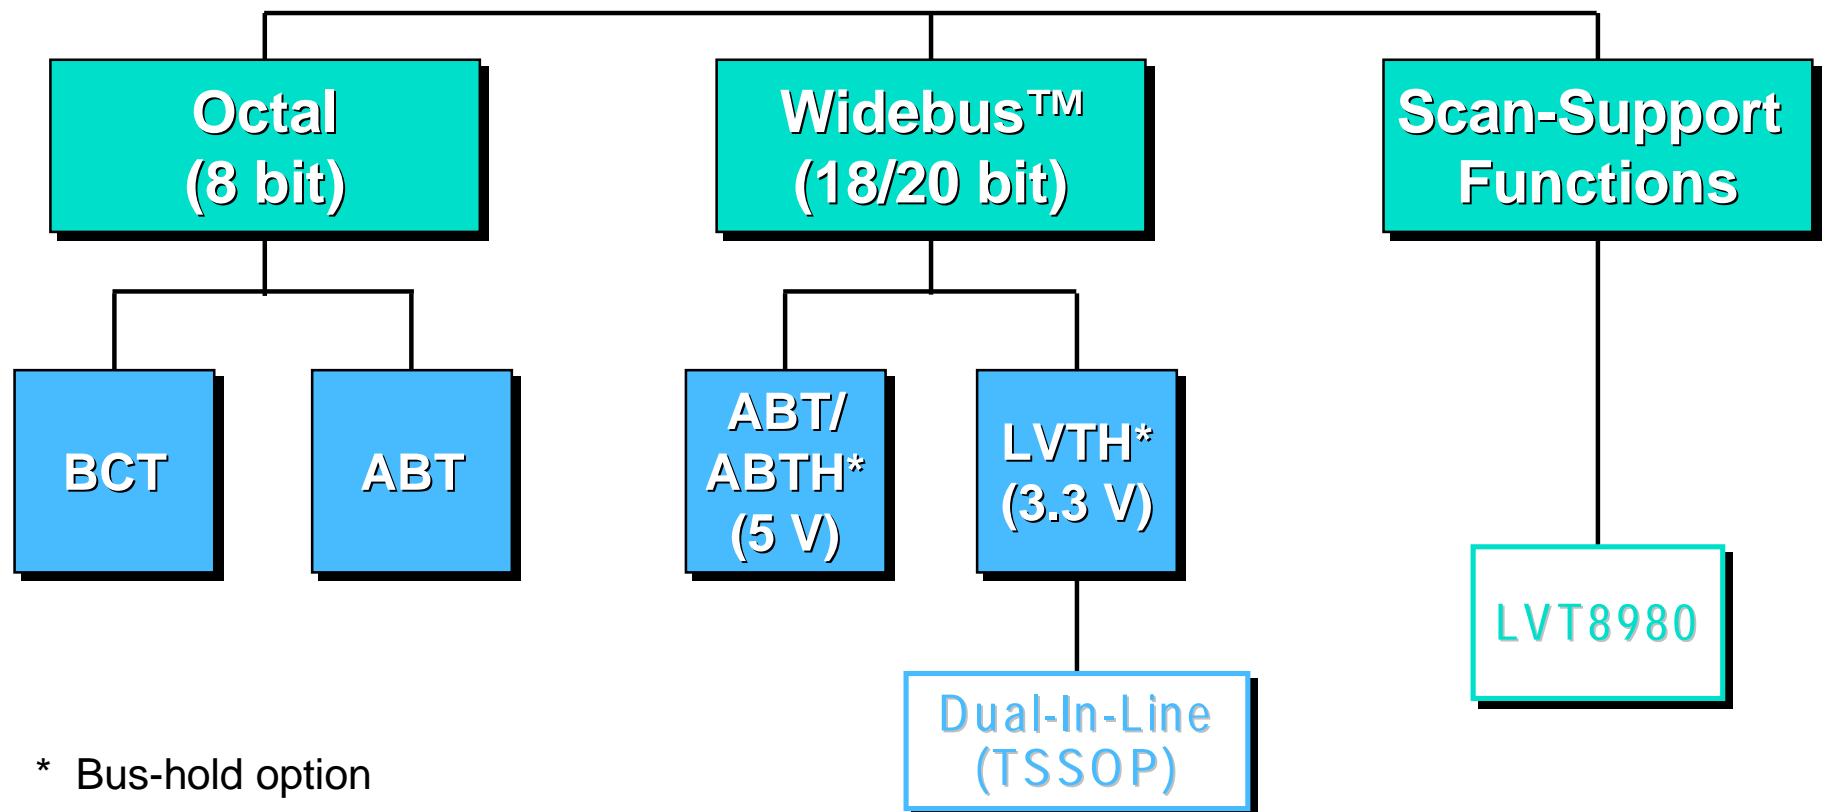 Octal
(8 bit)
Widebus™
(18/20 bit)
Scan-Support
Functions
BCT
ABT
ABT/
ABTH*
(5 V)
LVTH*
(3.3 V)
LVT8980
Dual-In-Line
(TSSOP)
* Bus-hold option